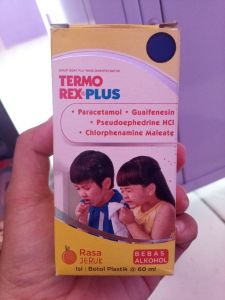 TERMO
REX PLUS
• Paracetamol • Guaifenesin
• Pseudoephedrine HCl
• Chlorphenamine Maleate
Rasa
JERUK
BEBAS
ALKOHOL
Isi : Botol Plastik @ 60 ml